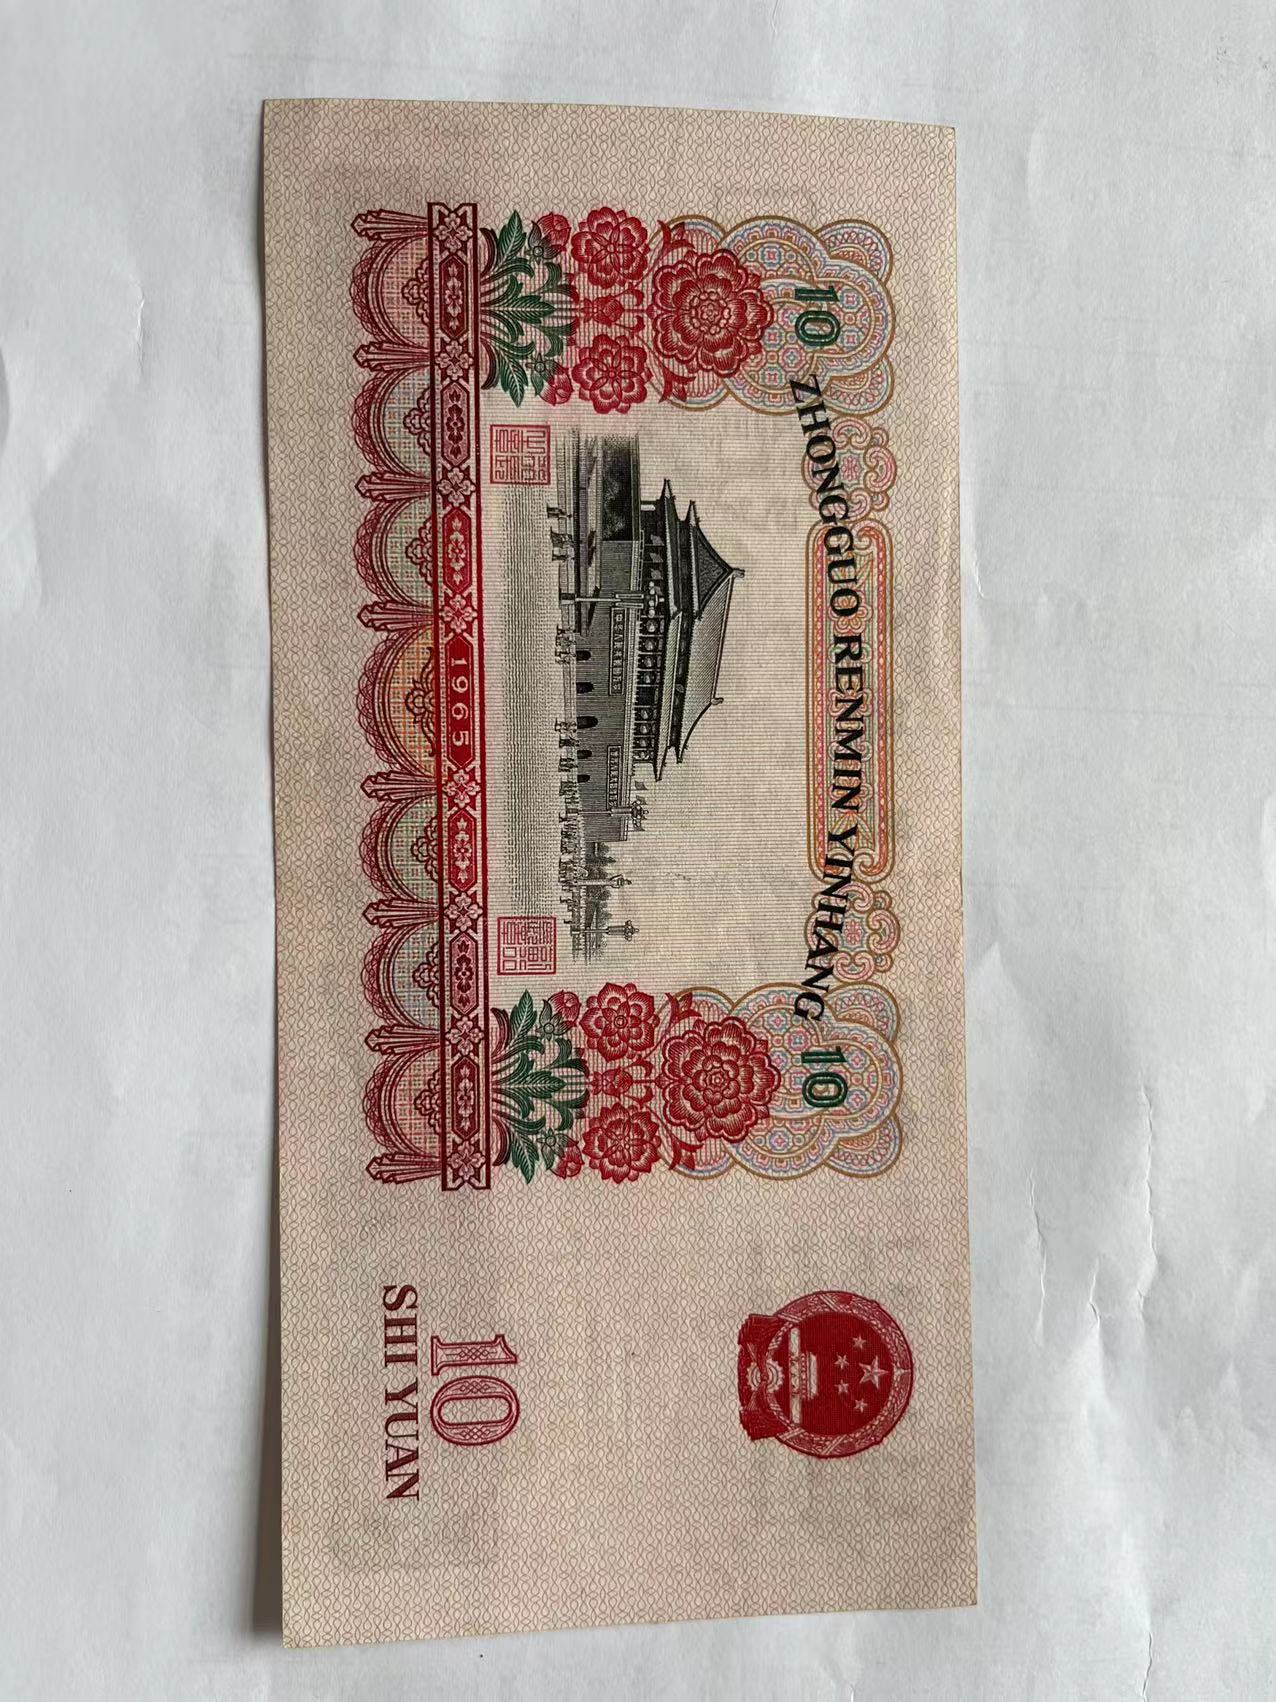 10 ZHONGGUO RENMIN YINHANG 10
1965
10
SHI YUAN